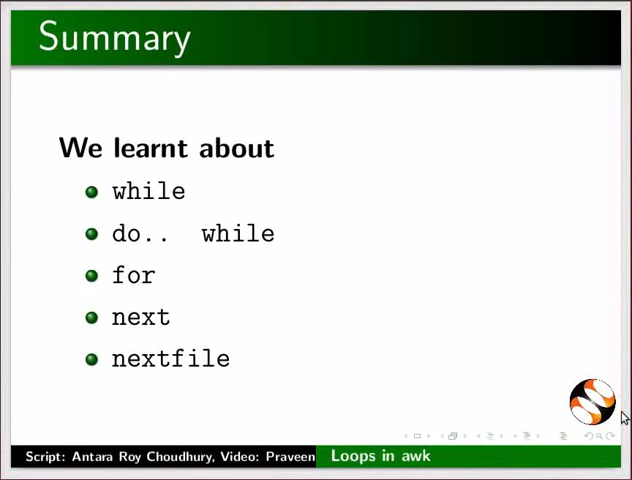 Summary
We learnt about
while
do.. while
for
next
nextfile
Script: Antara Roy Choudhury, Video: Praveen
Loops in awk